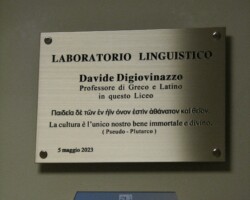 LABORATORIO LINGUISTICO
Davide Digiovinazzo
Professore di Greco e Latino
in questo Liceo
Παιδεία δὲ τῶν ἐν ἡμῖν μόνον ἐστὶν ἀθάνατον καὶ θεῖον.
La cultura è l'unico nostro bene immortale e divino.
( Pseudo - Plutarco )
5 maggio 2023